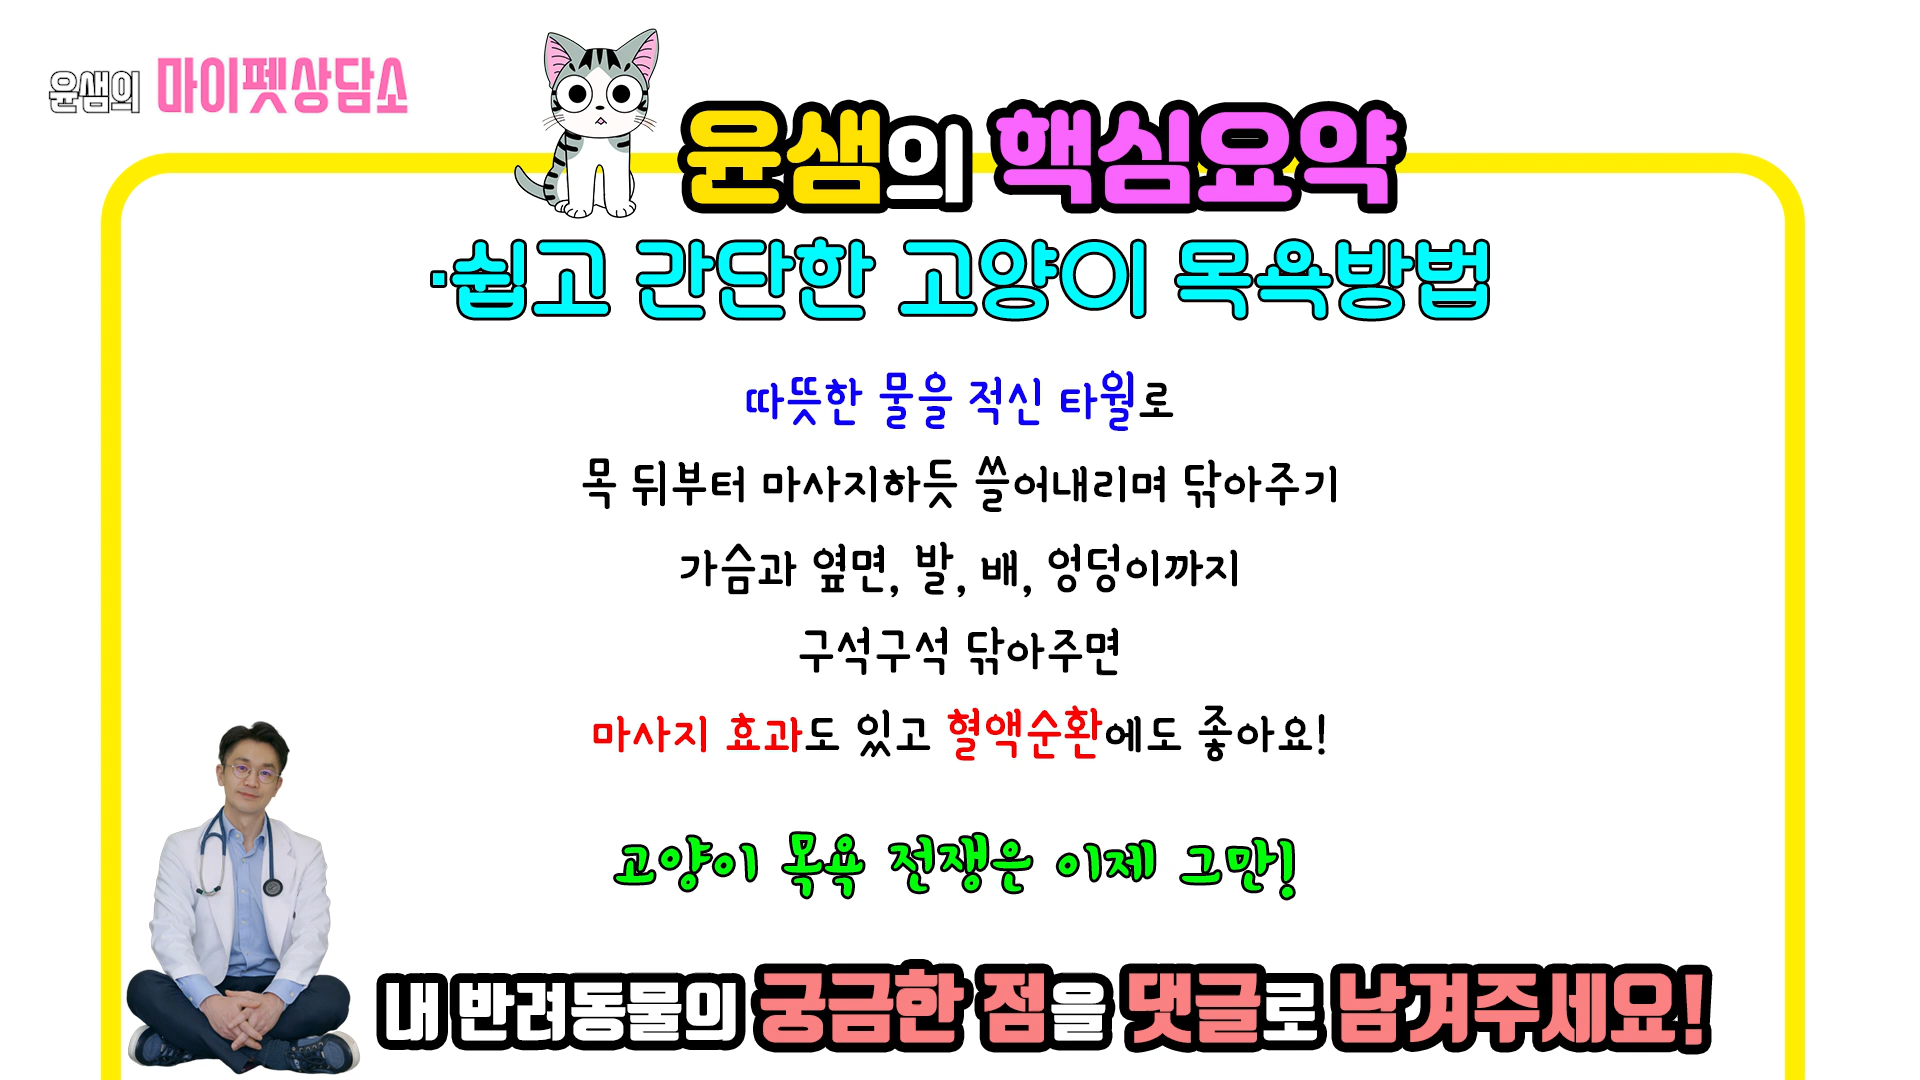 윤샘의 마이펫상담소
윤샘의 핵심요약
·쉽고 간단한 고양이 목욕방법
따뜻한 물을 적신 타월로
목 뒤부터 마사지하듯 쓸어내리며 닦아주기
가슴과 옆면, 발, 배, 엉덩이까지
구석구석 닦아주면
마사지 효과도 있고 혈액순환에도 좋아요!
고양이 목욕 전쟁은 이제 그만!
내 반려동물의 궁금한 점을 댓글로 남겨주세요!